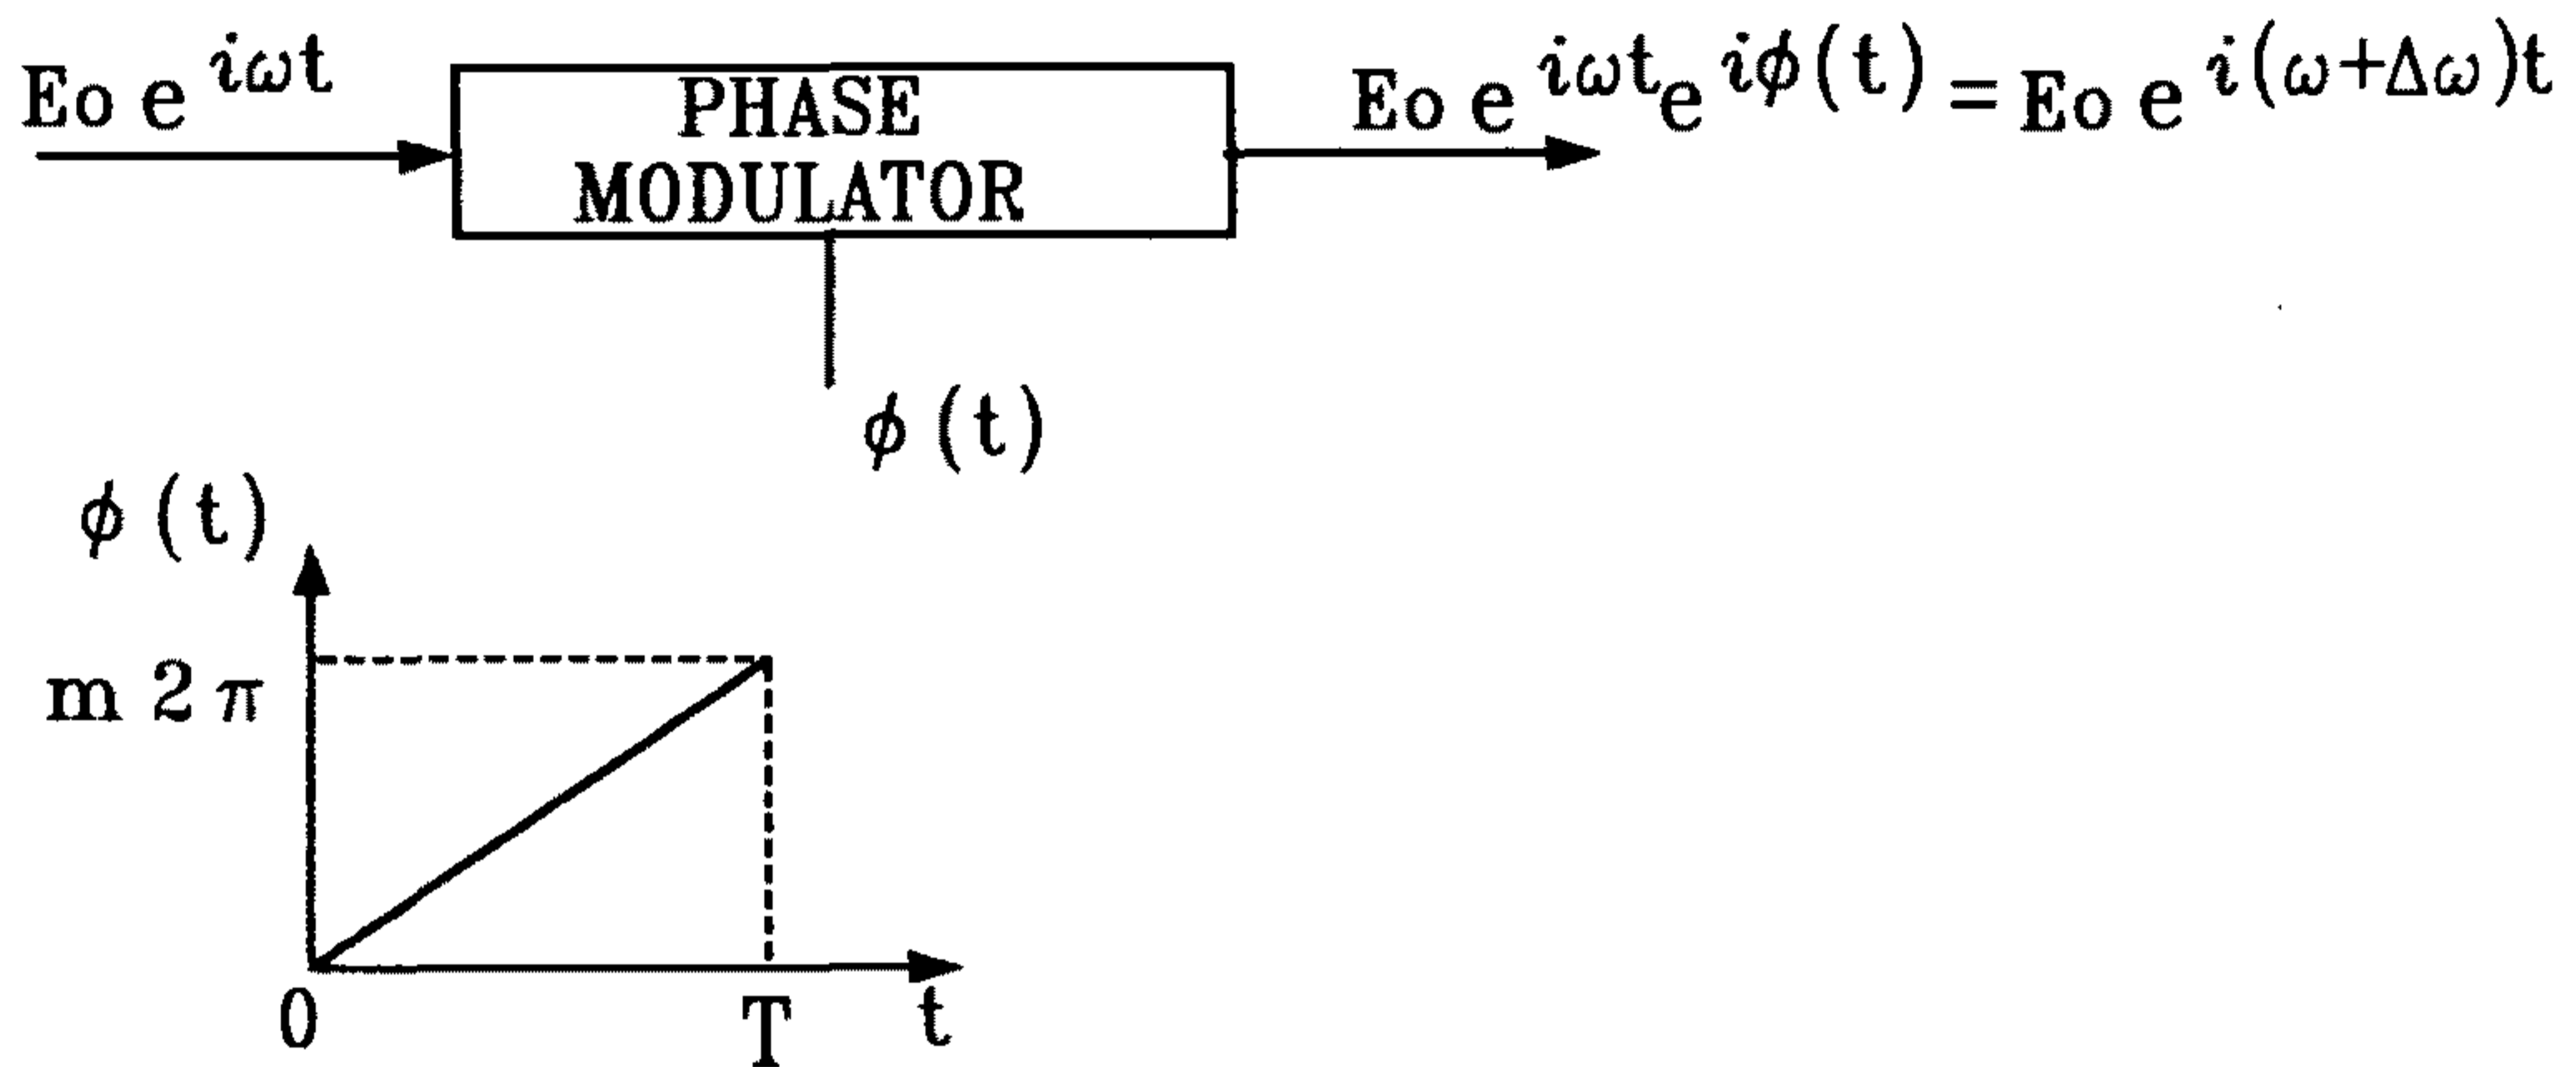 Eo e iωt
PHASE
MODULATOR
Eo e iωt e iϕ(t) = Eo e i(ω+Δω)t
ϕ (t)
ϕ (t)
m 2 π
0
T
t